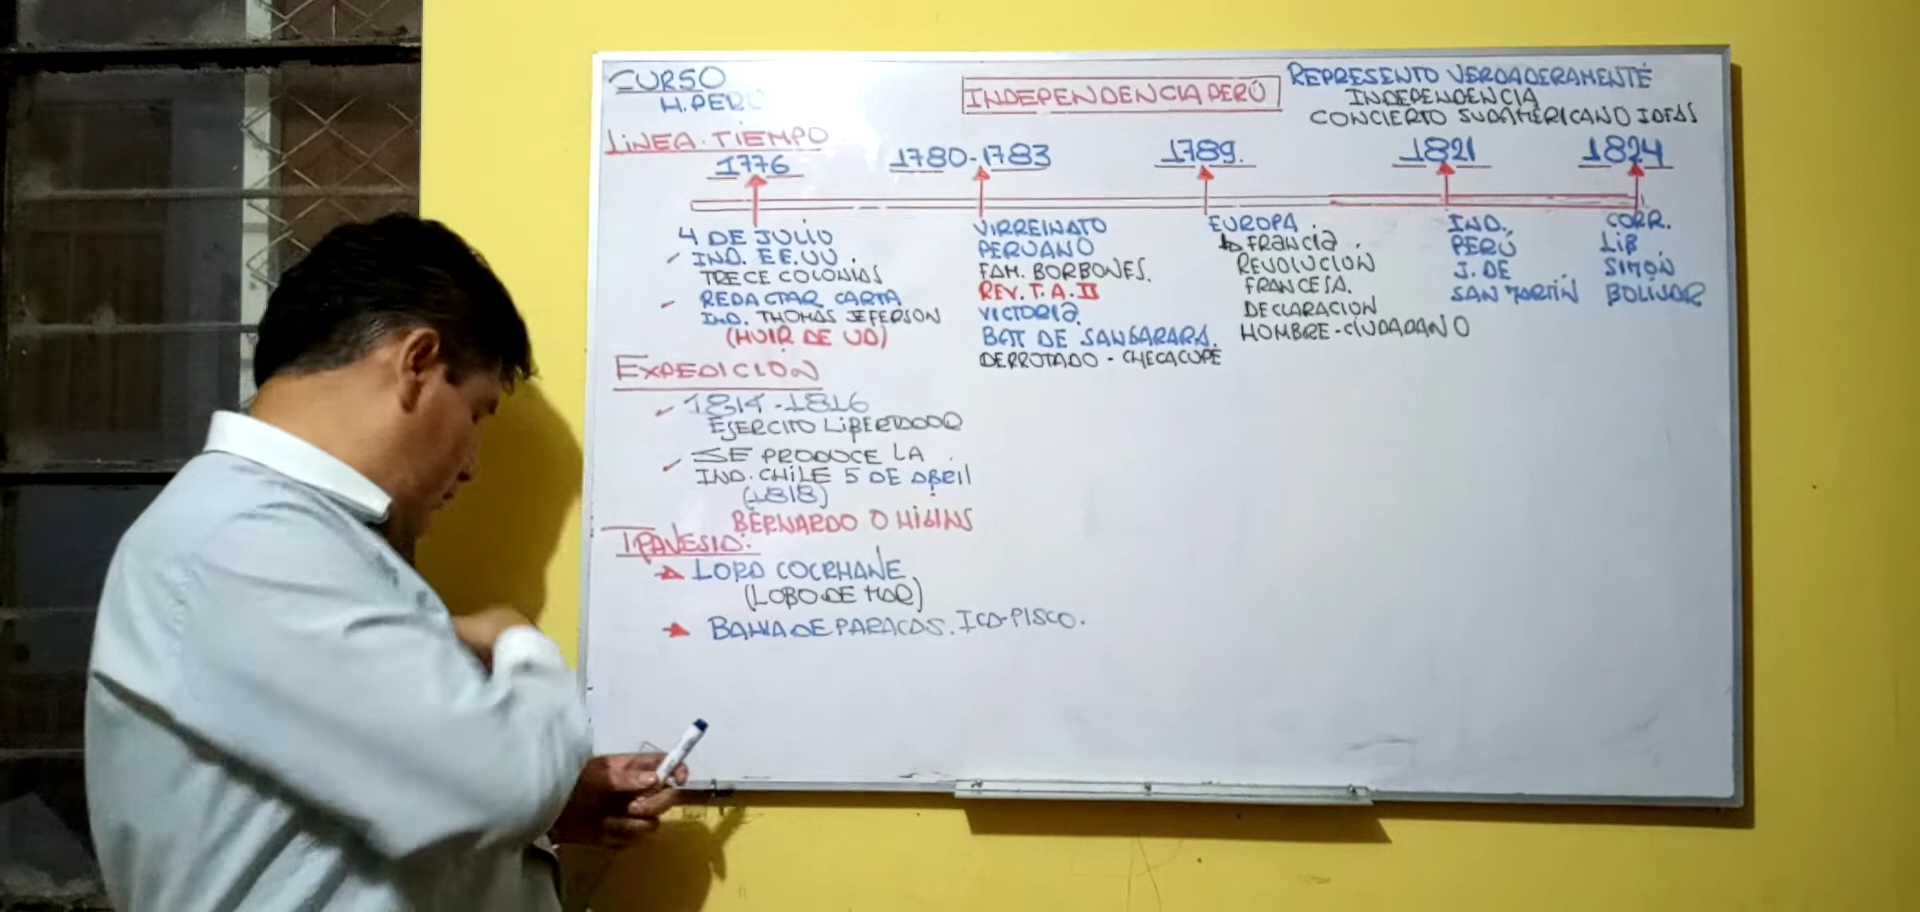 CURSO
H. PERÚ
INDEPENDENCIA PERÚ
REPRESENTO VERDADERAMENTE
INDEPENDENCIA
CONCIERTO SUDAMERICANO IDEAS
LINEA. TIEMPO
1776
1780-1783
1789.
1821
1824
4 DE JULIO
IND. EE.UU.
TRECE COLONIAS
REDACTAR CARTA
IND. THOMAS JEFERSON
(HUIR DE UD)
VIRREINATO
PERUANO
FAM. BORBONES.
REV. T. A. II
VICTORIA
BAT DE SANGARARA.
DERROTADO - CHECACUPE
EUROPA.
FRANCIA.
REVOLUCION
FRANCESA.
DECLARACION
HOMBRE-CIUDADANO
IND.
PERÚ
J. DE
SAN MARTÍN
CORR.
LIB
SIMÓN
BOLIVAR
EXPEDICIÓN
1814-1816
EJERCITO LIBERTADOR
SE PRODUCE LA
IND. CHILE 5 DE ABRIL
(1818)
BERNARDO O HIGINS
TRAVESIA:
LORD COCRHANE
(LOBO DE MAR)
BAHIA DE PARACAS. ICA-PISCO.